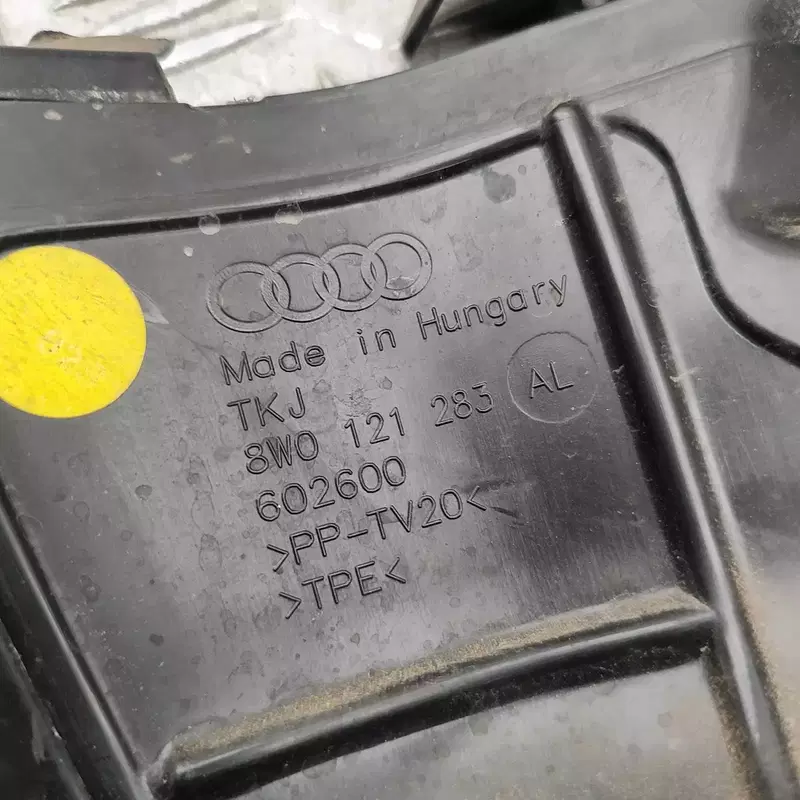 Made in Hungary
TKJ
8W0 121 283 AL
602600
>PP-TV20<
>TPE<